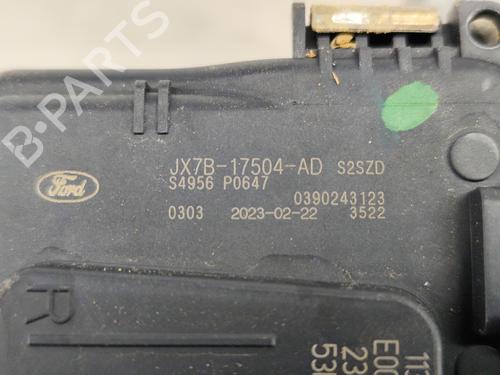 B-PARTS
JX7B-17504-AD S2SZD
Ford
S4956 P0647
0390243123
0303 2023-02-22 3522
R